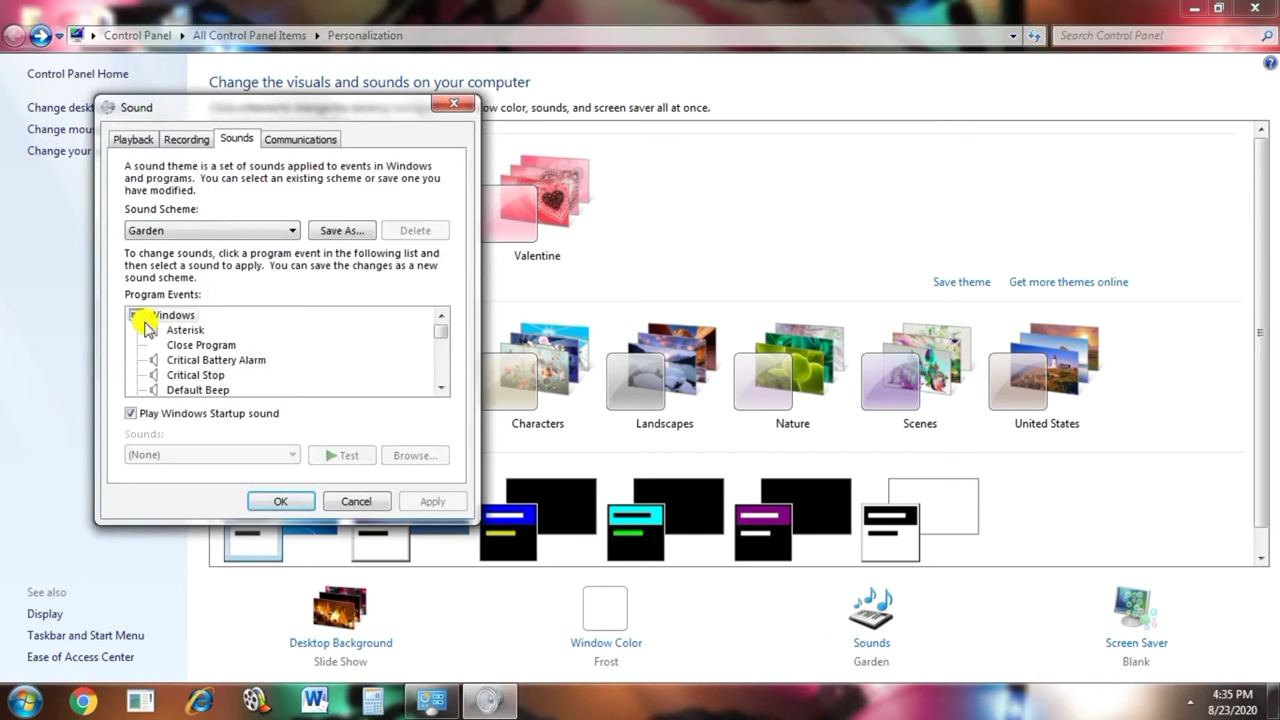 Control Panel
All Control Panel Items
Personalization
Search Control Panel
Control Panel Home
Change the visuals and sounds on your computer
Change desk
ow color, sounds, and screen saver all at once.
Change mou
Change your
Sound
Playback
Recording
Sounds
Communications
A sound theme is a set of sounds applied to events in Windows
and programs. You can select an existing scheme or save one you
have modified.
Sound Scheme:
Garden
Save As...
Delete
To change sounds, click a program event in the following list and
then select a sound to apply. You can save the changes as a new
sound scheme.
Program Events:
indows
Asterisk
Close Program
Critical Battery Alarm
Critical Stop
Default Beep
Play Windows Startup sound
Sounds:
(None)
Test
Browse...
OK
Cancel
Apply
Valentine
Save theme
Get more themes online
Characters
Landscapes
Nature
Scenes
United States
See also
Display
Taskbar and Start Menu
Ease of Access Center
Desktop Background
Slide Show
Window Color
Frost
Sounds
Garden
Screen Saver
Blank
4:35 PM
8/23/2020